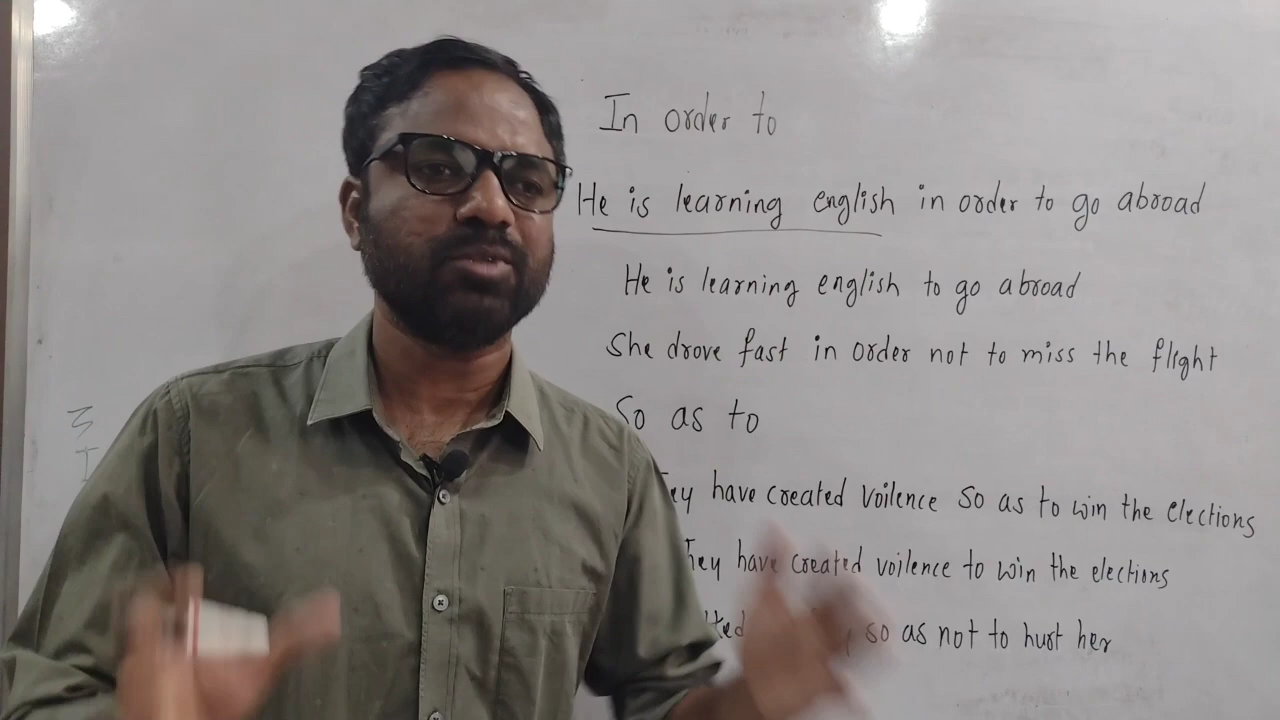 In order to
He is learning english in order to go abroad
He is learning english to go abroad
She drove fast in order not to miss the flight
So as to
have created voilence so as to win the elections
have created voilence to win the elections
so as not to hurt her